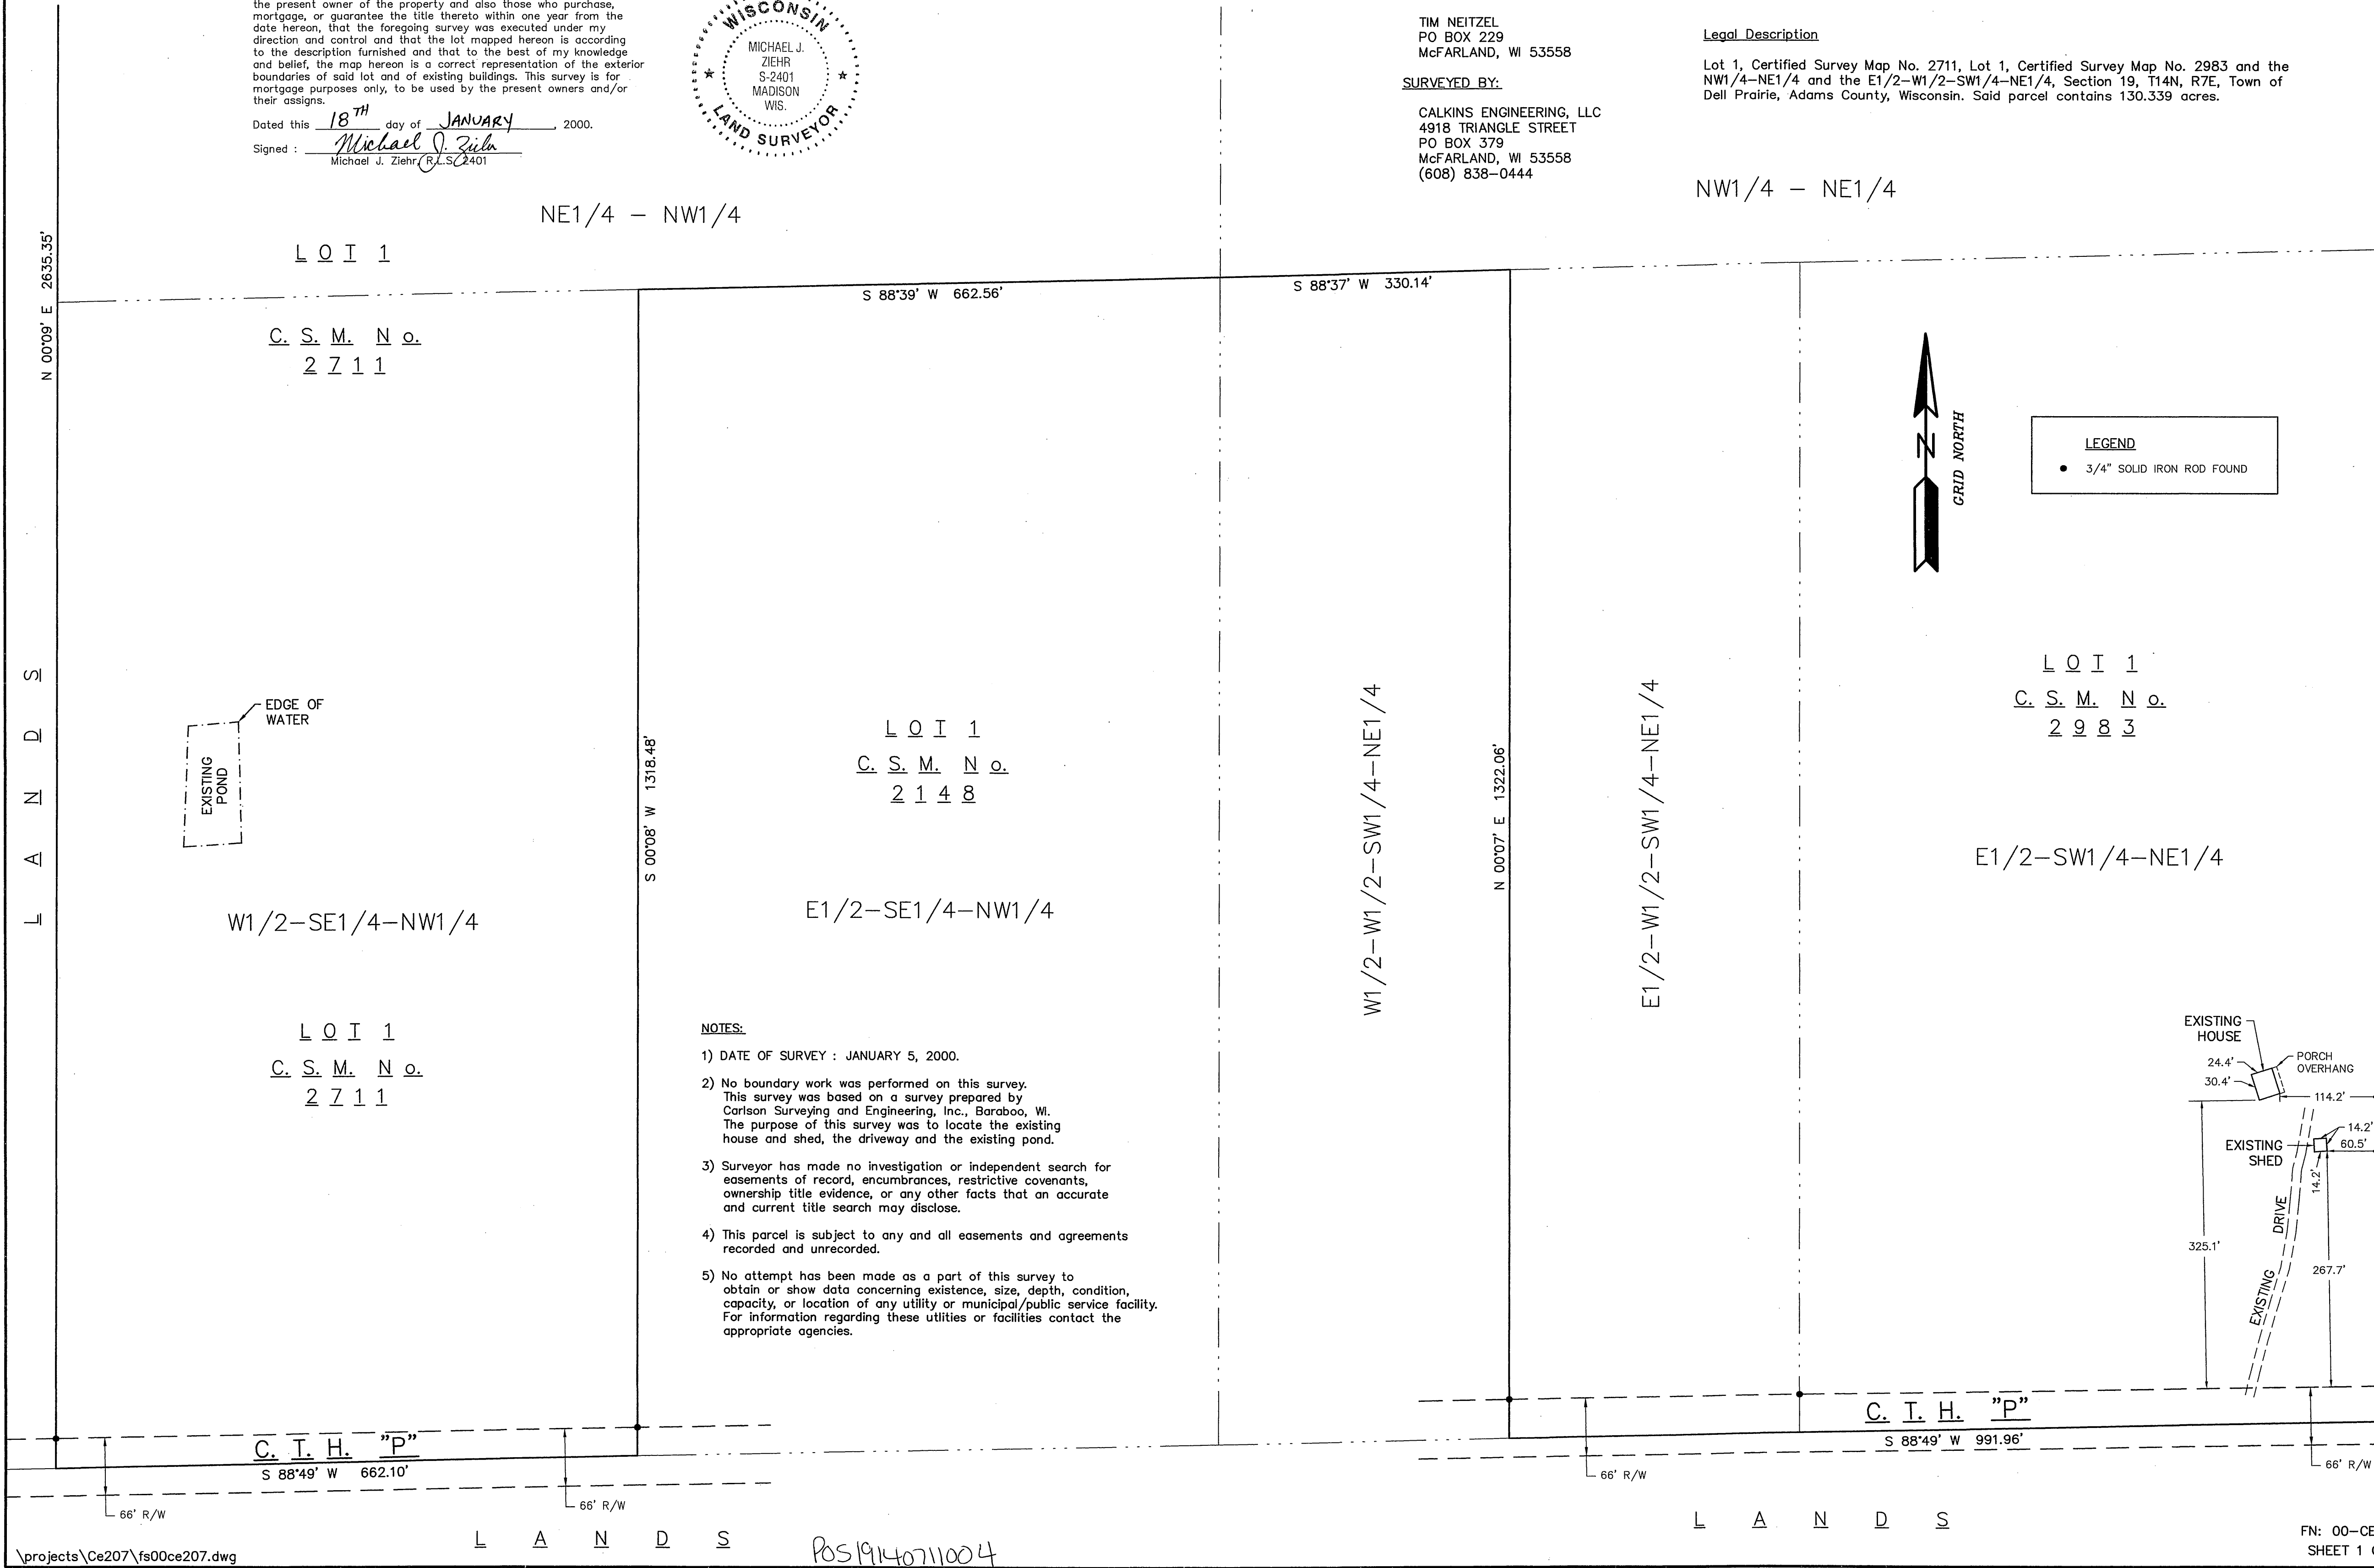 the present owner of the property and also those who purchase,
mortgage, or guarantee the title thereto within one year from the
date hereon, that the foregoing survey was executed under my
direction and control and that the lot mapped hereon is according
to the description furnished and that to the best of my knowledge
and belief, the map hereon is a correct representation of the exterior
boundaries of said lot and of existing buildings. This survey is for
mortgage purposes only, to be used by the present owners and/or
their assigns.
Dated this 18TH day of JANUARY, 2000.
Signed : Michael J. Ziehr
Michael J. Ziehr, R.L.S. 2401
WISCONSIN
MICHAEL J.
ZIEHR
S-2401
MADISON
WIS.
LAND SURVEYOR
TIM NEITZEL
PO BOX 229
McFARLAND, WI 53558
SURVEYED BY:
CALKINS ENGINEERING, LLC
4918 TRIANGLE STREET
PO BOX 379
McFARLAND, WI 53558
(608) 838-0444
Legal Description
Lot 1, Certified Survey Map No. 2711, Lot 1, Certified Survey Map No. 2983 and the
NW1/4-NE1/4 and the E1/2-W1/2-SW1/4-NE1/4, Section 19, T14N, R7E, Town of
Dell Prairie, Adams County, Wisconsin. Said parcel contains 130.339 acres.
NE1/4 - NW1/4
NW1/4 - NE1/4
N 00°09' E 2635.35'
LOT 1
C. S. M. No.
2711
S 88°39' W 662.56'
S 88°37' W 330.14'
GRID NORTH
N
LEGEND
3/4" SOLID IRON ROD FOUND
LANDS
EDGE OF
WATER
EXISTING
POND
S 00°08' W 1318.48'
LOT 1
C. S. M. No.
2148
W1/2-W1/2-SW1/4-NE1/4
N 00°07' E 1322.06'
E1/2-W1/2-SW1/4-NE1/4
LOT 1
C. S. M. No.
2983
W1/2-SE1/4-NW1/4
E1/2-SE1/4-NW1/4
E1/2-SW1/4-NE1/4
LOT 1
C. S. M. No.
2711
NOTES:
1) DATE OF SURVEY : JANUARY 5, 2000.
2) No boundary work was performed on this survey.
This survey was based on a survey prepared by
Carlson Surveying and Engineering, Inc., Baraboo, WI.
The purpose of this survey was to locate the existing
house and shed, the driveway and the existing pond.
3) Surveyor has made no investigation or independent search for
easements of record, encumbrances, restrictive covenants,
ownership title evidence, or any other facts that an accurate
and current title search may disclose.
4) This parcel is subject to any and all easements and agreements
recorded and unrecorded.
5) No attempt has been made as a part of this survey to
obtain or show data concerning existence, size, depth, condition,
capacity, or location of any utility or municipal/public service facility.
For information regarding these utlities or facilities contact the
appropriate agencies.
EXISTING
HOUSE
PORCH
OVERHANG
24.4'
30.4'
114.2'
14.2'
60.5'
EXISTING
SHED
14.2'
325.1'
267.7'
EXISTING DRIVE
C. T. H. "P"
S 88°49' W 662.10'
66' R/W
66' R/W
C. T. H. "P"
S 88°49' W 991.96'
66' R/W
66' R/W
LANDS
LANDS
POS19140711004
\projects\Ce207\fs00ce207.dwg
FN: 00-CE
SHEET 1